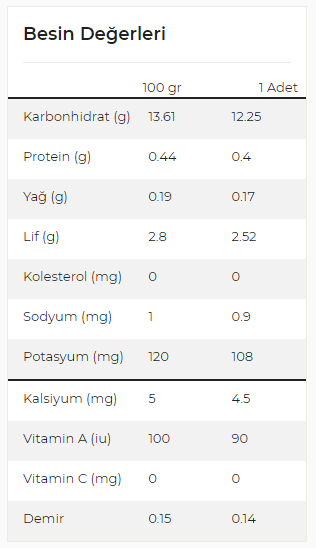 Besin Değerleri
100 gr 1 Adet
Karbonhidrat (g) 13.61 12.25
Protein (g) 0.44 0.4
Yağ (g) 0.19 0.17
Lif (g) 2.8 2.52
Kolesterol (mg) 0 0
Sodyum (mg) 1 0.9
Potasyum (mg) 120 108
Kalsiyum (mg) 5 4.5
Vitamin A (iu) 100 90
Vitamin C (mg) 0 0
Demir 0.15 0.14